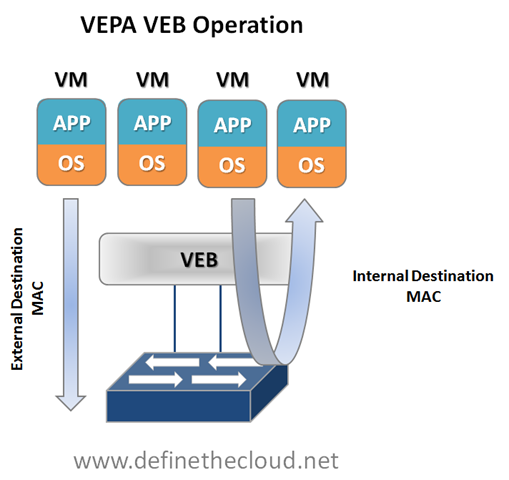 VEPA VEB Operation
VM VM VM VM
APP APP APP APP
OS OS OS OS
External Destination
MAC
VEB
Internal Destination
MAC
www.definethecloud.net